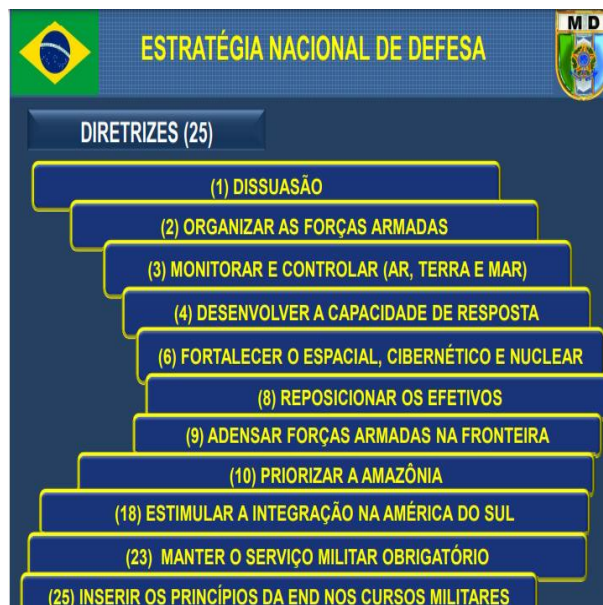 ESTRATÉGIA NACIONAL DE DEFESA
M D
DIRETRIZES (25)
(1) DISSUASÃO
(2) ORGANIZAR AS FORÇAS ARMADAS
(3) MONITORAR E CONTROLAR (AR, TERRA E MAR)
(4) DESENVOLVER A CAPACIDADE DE RESPOSTA
(6) FORTALECER O ESPACIAL, CIBERNÉTICO E NUCLEAR
(8) REPOSICIONAR OS EFETIVOS
(9) ADENSAR FORÇAS ARMADAS NA FRONTEIRA
(10) PRIORIZAR A AMAZÔNIA
(18) ESTIMULAR A INTEGRAÇÃO NA AMÉRICA DO SUL
(23) MANTER O SERVIÇO MILITAR OBRIGATÓRIO
(25) INSERIR OS PRINCÍPIOS DA END NOS CURSOS MILITARES